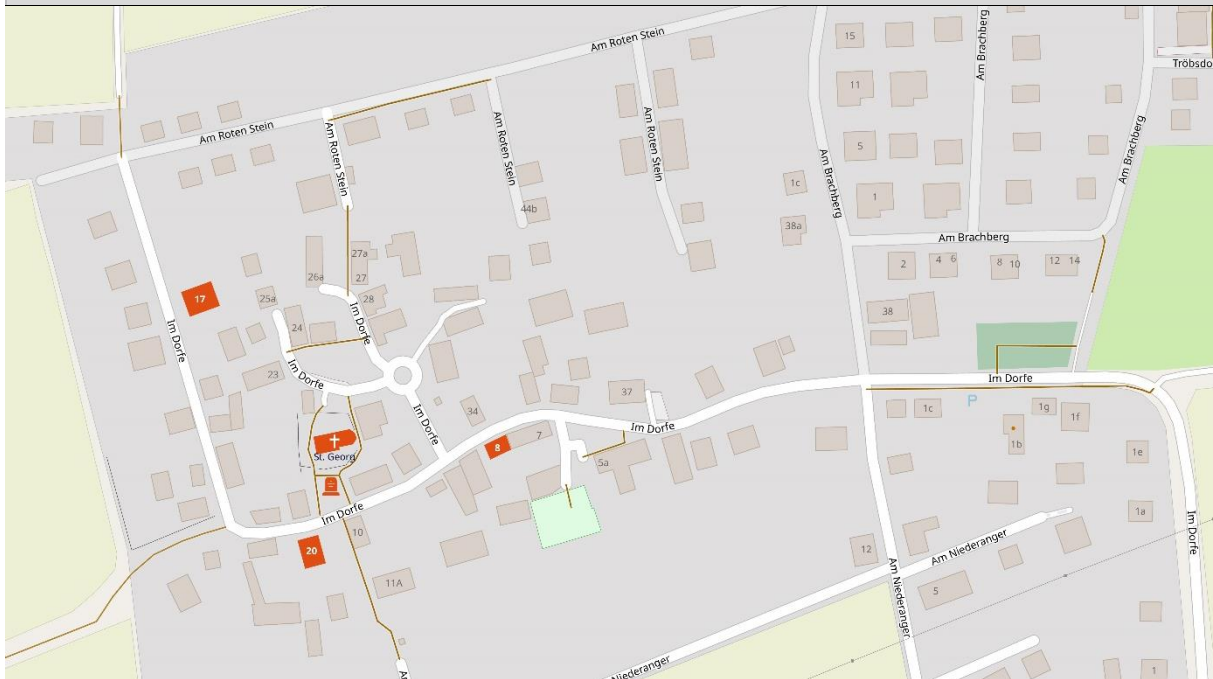 Am Roten Stein
15
Am Brachberg
Tröbsdo
11
Am Roten Stein
Am Roten Stein
Am Roten Stein
Am Roten Stein
Am Brachberg
5
1c
Am Brachberg
1
44b
38a
Am Brachberg
27a
26a
27
2
4
6
8
10
12
14
17
25a
28
38
24
Im Dorfe
Im Dorfe
23
Im Dorfe
Im Dorfe
37
1c
P
1g
1f
34
Im Dorfe
Im Dorfe
7
8
1b
1e
St. Georg
5a
Im Dorfe
10
1a
20
12
Am Niederanger
Im Dorfe
11A
5
Am Niederanger
Niederanger
1